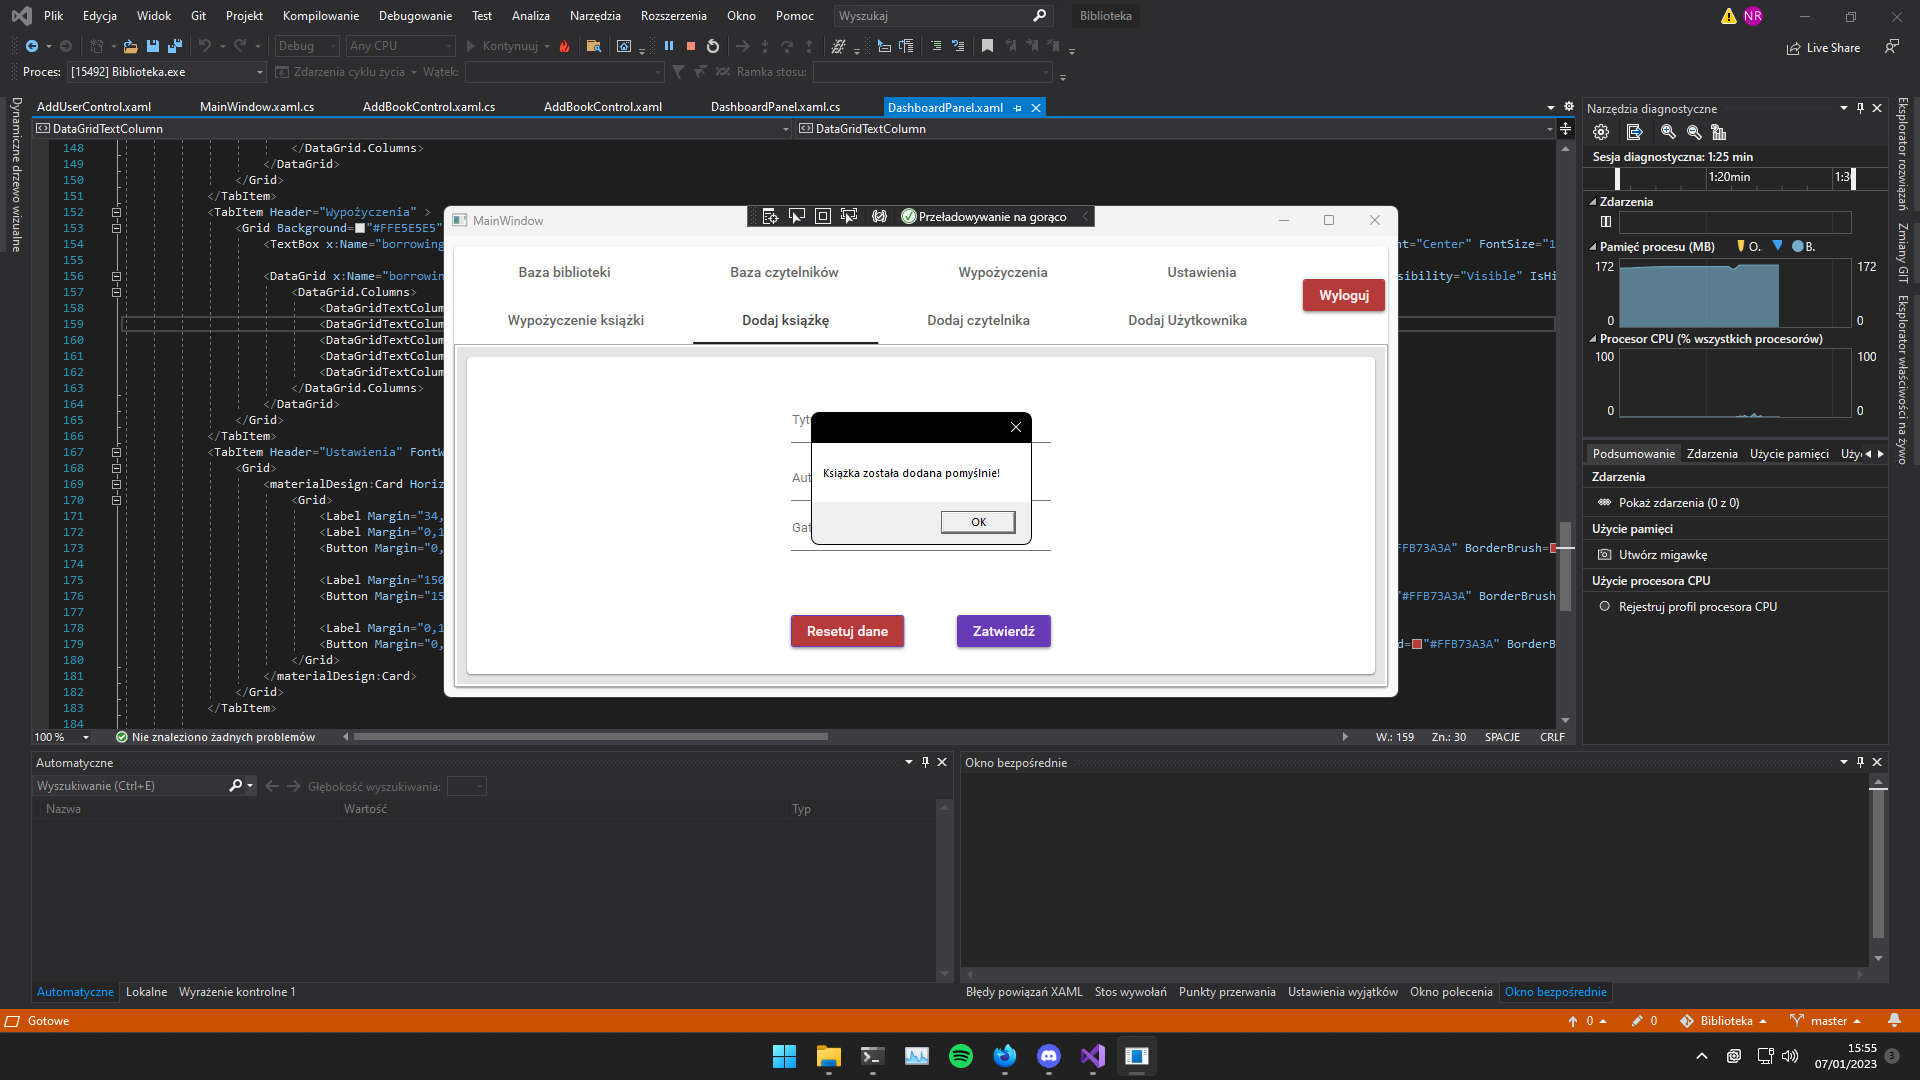 Plik Edycja Widok Git Projekt Kompilowanie Debugowanie Test Analiza Narzędzia Rozszerzenia Okno Pomoc Wyszukaj Biblioteka NR
Debug Any CPU Kontynuuj Live Share
Proces: [15492] Biblioteka.exe Zdarzenia cyklu życia Wątek: Ramka stosu:
Dynamiczne drzewo wizualne
AddUserControl.xaml MainWindow.xaml.cs AddBookControl.xaml.cs AddBookControl.xaml DashboardPanel.xaml.cs DashboardPanel.xaml
DataGridTextColumn DataGridTextColumn
148 </DataGrid.Columns>
149 </DataGrid>
150 </Grid>
151 </TabItem>
152 <TabItem Header="Wypożyczenia" >
153 <Grid Background="#FFE5E5E5"
154 <TextBox x:Name="borrowing nt="Center" FontSize="1
155
156 <DataGrid x:Name="borrowin sibility="Visible" IsHi
157 <DataGrid.Columns>
158 <DataGridTextColum
159 <DataGridTextColum
160 <DataGridTextColum
161 <DataGridTextColum
162 <DataGridTextColum
163 </DataGrid.Columns>
164 </DataGrid>
165 </Grid>
166 </TabItem>
167 <TabItem Header="Ustawienia" FontW
168 <Grid>
169 <materialDesign:Card Horiz
170 <Grid>
171 <Label Margin="34,
172 <Label Margin="0,1
173 <Button Margin="0, FFB73A3A" BorderBrush=
174
175 <Label Margin="150
176 <Button Margin="15 "#FFB73A3A" BorderBrush
177
178 <Label Margin="0,1
179 <Button Margin="0, d="#FFB73A3A" BorderB
180 </Grid>
181 </materialDesign:Card>
182 </Grid>
183 </TabItem>
184
100 % Nie znaleziono żadnych problemów W.: 159 Zn.: 30 SPACJE CRLF
MainWindow
Przeładowywanie na gorąco
Baza biblioteki Baza czytelników Wypożyczenia Ustawienia
Wyloguj
Wypożyczenie książki Dodaj książkę Dodaj czytelnika Dodaj Użytkownika
Tyt
Aut
Gat
Książka została dodana pomyślnie!
OK
Resetuj dane Zatwierdź
Narzędzia diagnostyczne
Sesja diagnostyczna: 1:25 min
1:20min 1:3
Zdarzenia
Pamięć procesu (MB) O. B.
172 172
0 0
Procesor CPU (% wszystkich procesorów)
100 100
0 0
Podsumowanie Zdarzenia Użycie pamięci Użyc
Zdarzenia
Pokaż zdarzenia (0 z 0)
Użycie pamięci
Utwórz migawkę
Użycie procesora CPU
Rejestruj profil procesora CPU
Eksplorator rozwiązań
Zmiany GIT
Eksplorator właściwości na żywo
Automatyczne
Wyszukiwanie (Ctrl+E) Głębokość wyszukiwania:
Nazwa Wartość Typ
Automatyczne Lokalne Wyrażenie kontrolne 1
Okno bezpośrednie
Błędy powiązań XAML Stos wywołań Punkty przerwania Ustawienia wyjątków Okno polecenia Okno bezpośrednie
Gotowe 0 0 Biblioteka master
15:55
07/01/2023
3